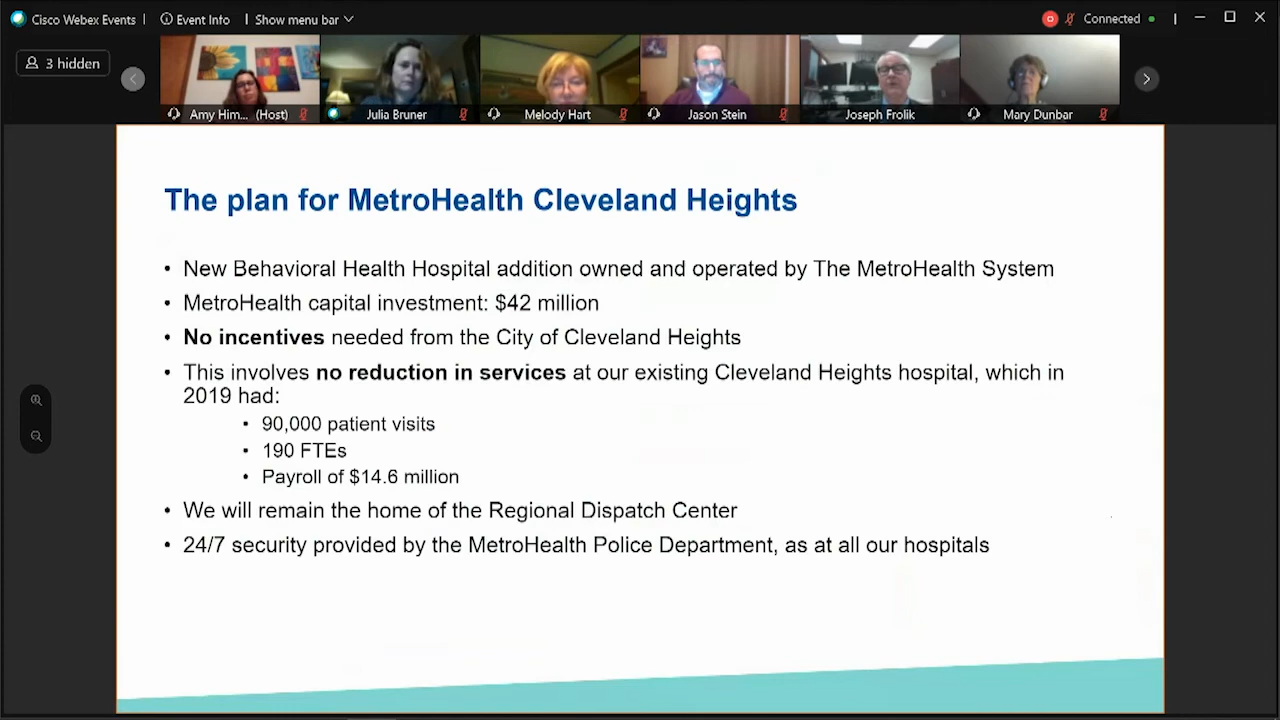 Cisco Webex Events
Event Info
Show menu bar
Connected
3 hidden
Amy Him... (Host)
Julia Bruner
Melody Hart
Jason Stein
Joseph Frolik
Mary Dunbar
The plan for MetroHealth Cleveland Heights
• New Behavioral Health Hospital addition owned and operated by The MetroHealth System
• MetroHealth capital investment: $42 million
• No incentives needed from the City of Cleveland Heights
• This involves no reduction in services at our existing Cleveland Heights hospital, which in
2019 had:
• 90,000 patient visits
• 190 FTEs
• Payroll of $14.6 million
• We will remain the home of the Regional Dispatch Center
• 24/7 security provided by the MetroHealth Police Department, as at all our hospitals